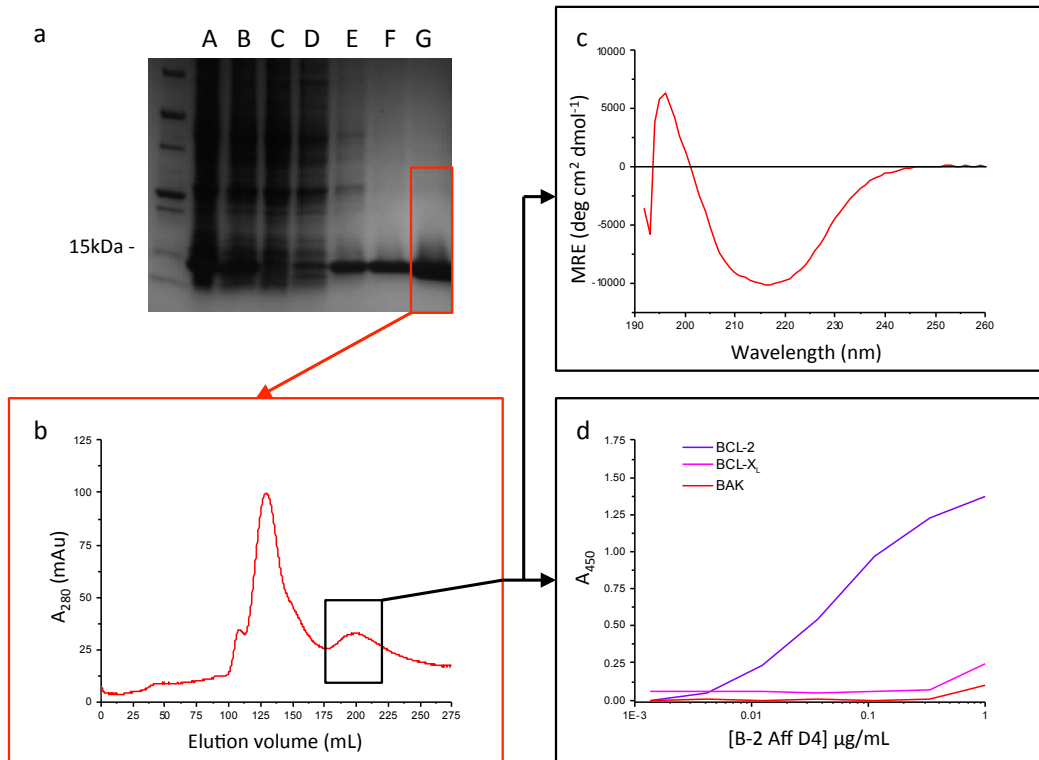 a
A B C D E F G
15kDa -
b
A₂₈₀ (mAu)
125
100
75
50
25
0
0 25 50 75 100 125 150 175 200 225 250 275
Elution volume (mL)
c
MRE (deg cm² dmol⁻¹)
10000
5000
0
-5000
-10000
190 200 210 220 230 240 250 260
Wavelength (nm)
d
BCL-2
BCL-X_L
BAK
A₄₅₀
1.75
1.50
1.25
1.00
0.75
0.50
0.25
0.00
1E-3 0.01 0.1 1
[B-2 Aff D4] µg/mL